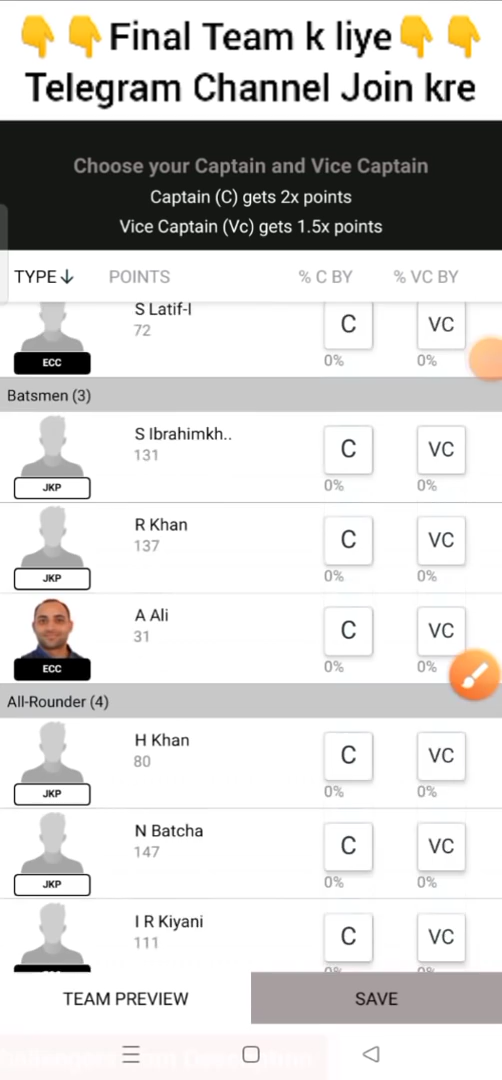 👇👇Final Team k liye👇👇
Telegram Channel Join kre
Choose your Captain and Vice Captain
Captain (C) gets 2x points
Vice Captain (Vc) gets 1.5x points
TYPE↓ POINTS % C BY % VC BY
S Latif-I
72
C VC
ECC
0% 0%
Batsmen (3)
S Ibrahimkh..
131
C VC
JKP
0% 0%
R Khan
137
C VC
JKP
0% 0%
A Ali
31
C VC
ECC
0% 0%
All-Rounder (4)
H Khan
80
C VC
JKP
0% 0%
N Batcha
147
C VC
JKP
0% 0%
I R Kiyani
111
C VC
TEAM PREVIEW SAVE